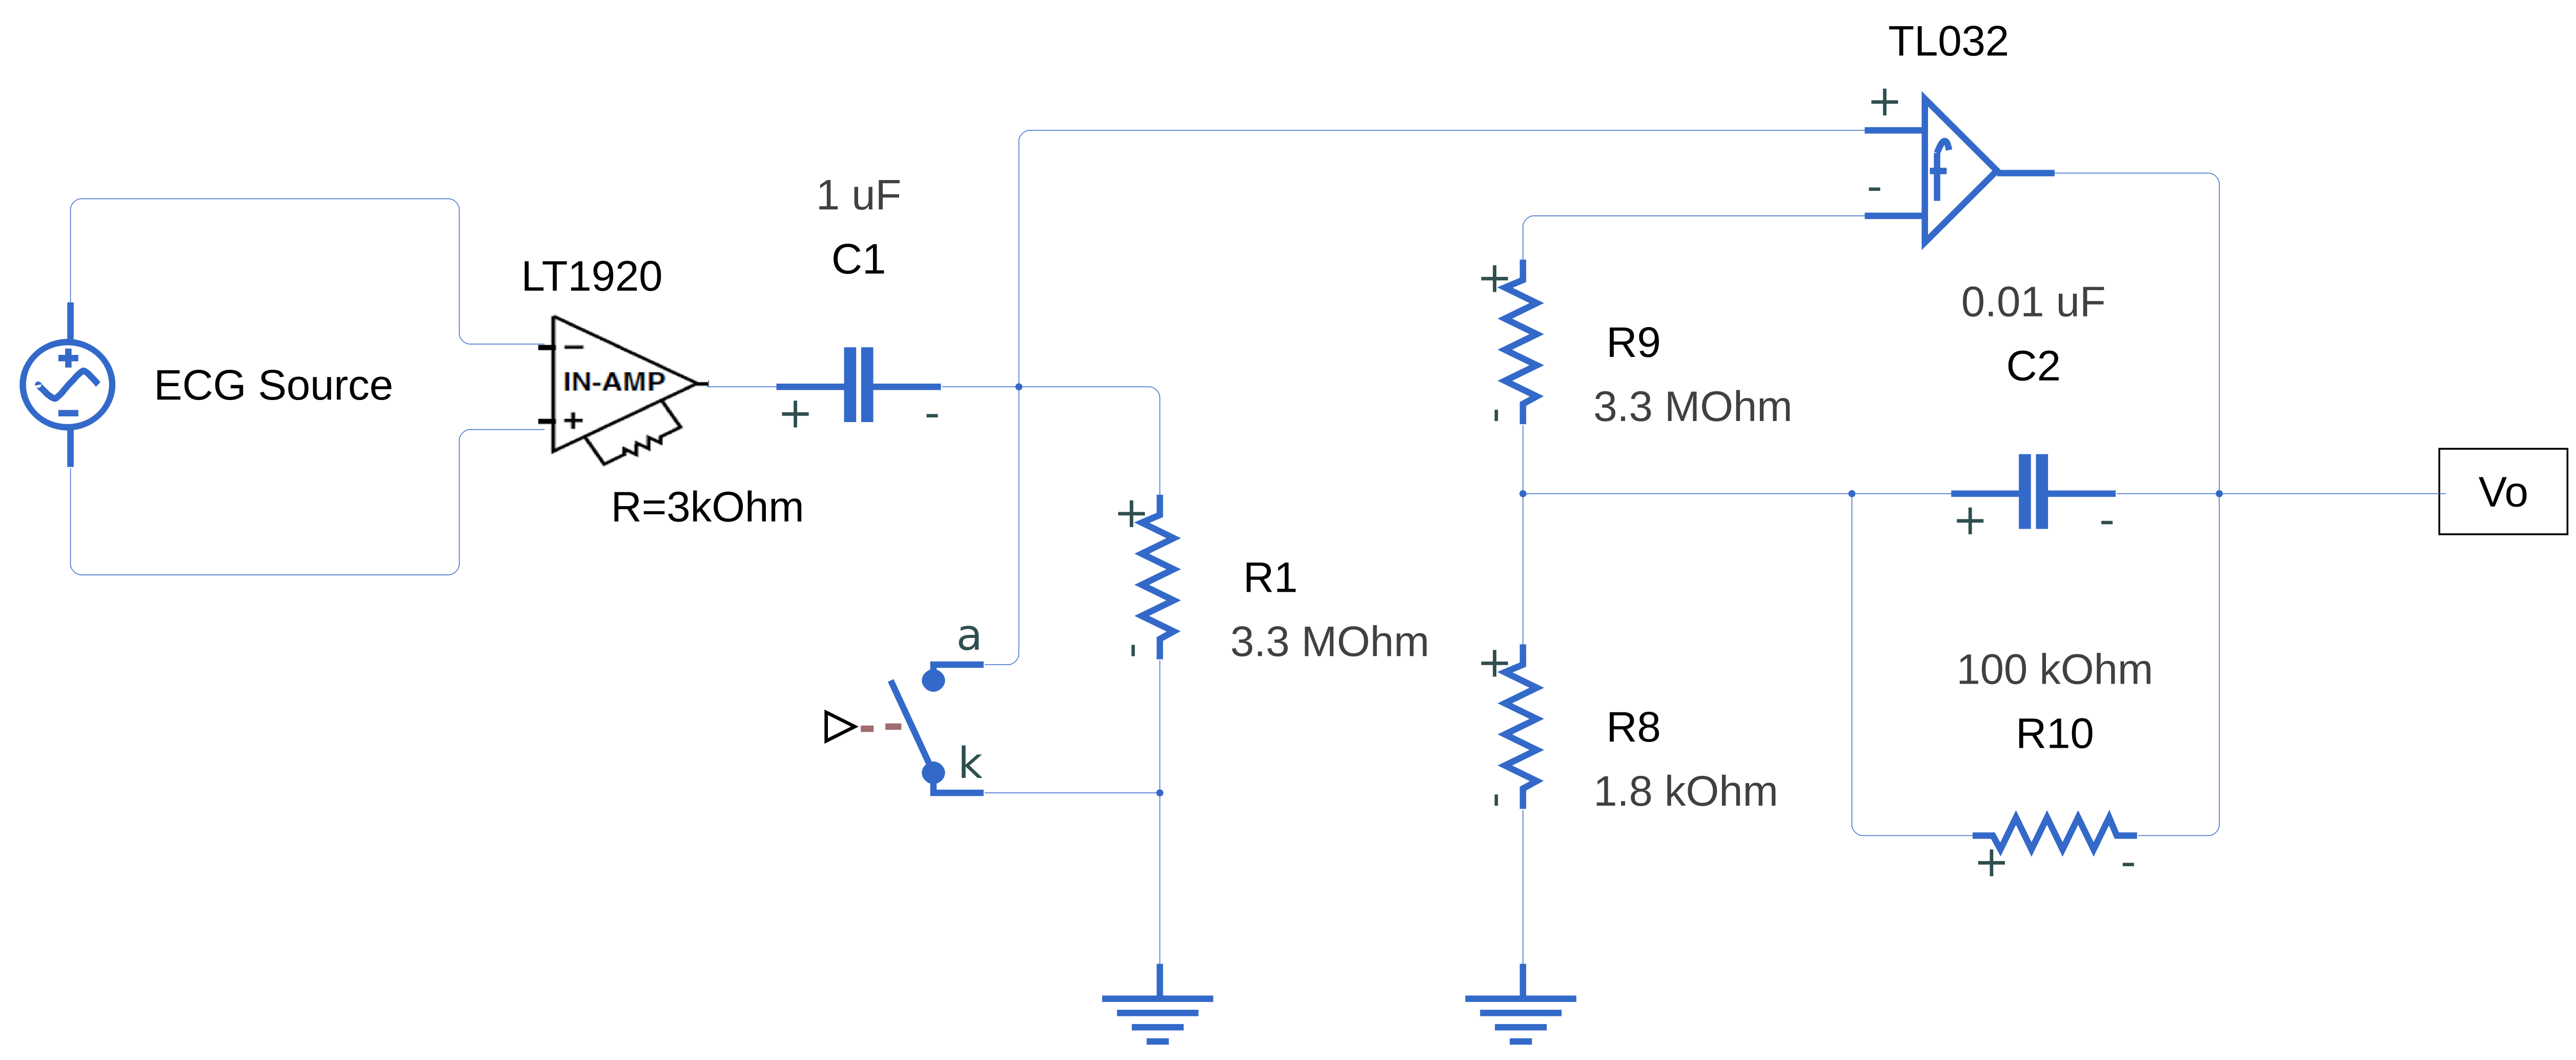 TL032
+
-
1 uF
C1
LT1920
ECG Source
IN-AMP
+
-
R=3kOhm
+
-
R9
3.3 MOhm
0.01 uF
C2
Vo
+
-
+
-
R1
3.3 MOhm
a
k
+
-
R8
1.8 kOhm
100 kOhm
R10
+
-